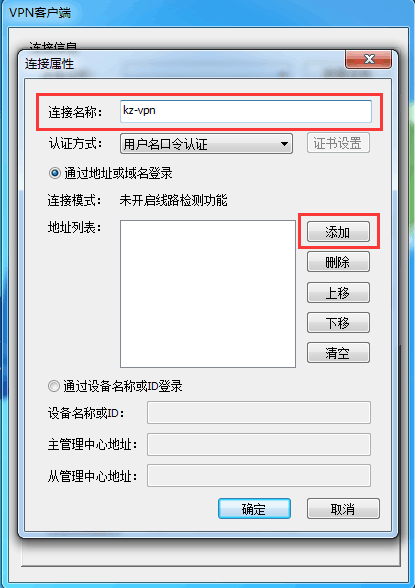 VPN客户端
连接信息
连接属性
连接名称： kz-vpn
认证方式： 用户名口令认证 证书设置
通过地址或域名登录
连接模式： 未开启线路检测功能
地址列表： 添加
删除
上移
下移
清空
通过设备名称或ID登录
设备名称或ID：
主管理中心地址：
从管理中心地址：
确定 取消